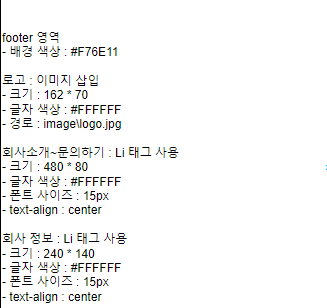 footer 영역
- 배경 색상 : #F76E11
로고 : 이미지 삽입
- 크기 : 162 * 70
- 글자 색상 : #FFFFFF
- 경로 : image\logo.jpg
회사소개~문의하기 : Li 태그 사용
- 크기 : 480 * 80
- 글자 색상 : #FFFFFF
- 폰트 사이즈 : 15px
- text-align : center
회사 정보 : Li 태그 사용
- 크기 : 240 * 140
- 글자 색상 : #FFFFFF
- 폰트 사이즈 : 15px
- text-align : center